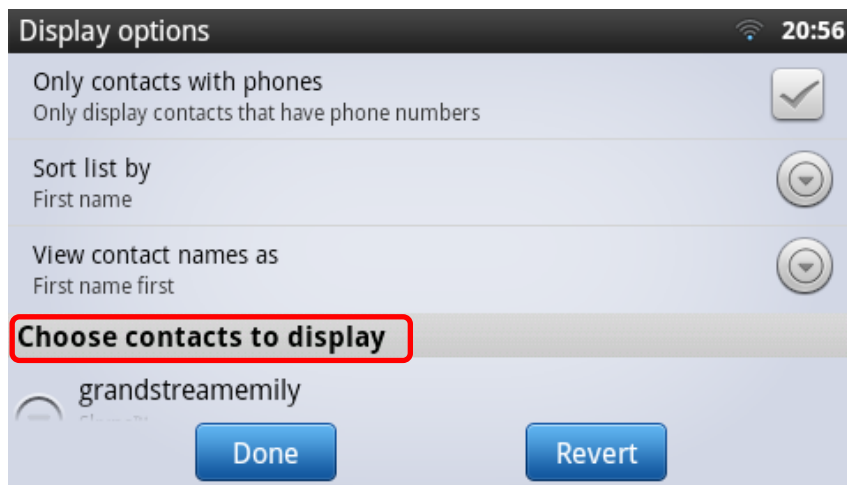 Display options 20:56
Only contacts with phones
Only display contacts that have phone numbers
Sort list by
First name
View contact names as
First name first
Choose contacts to display
grandstreamemily
Done Revert